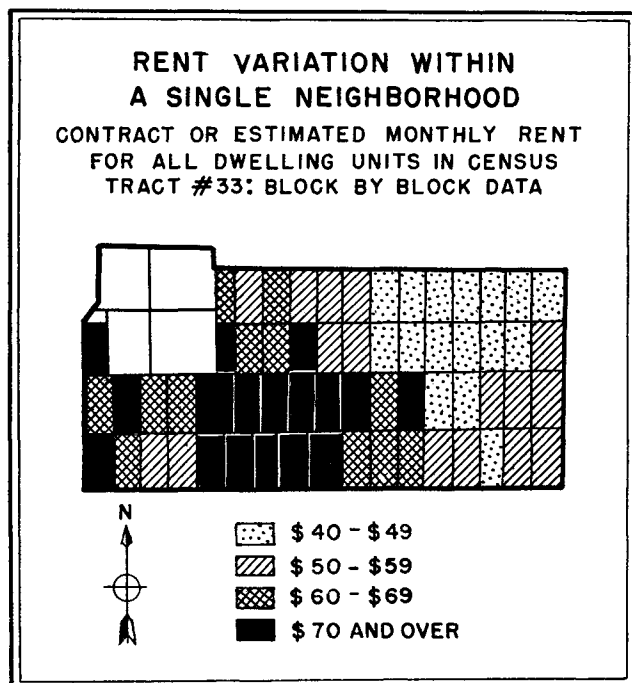 RENT VARIATION WITHIN
A SINGLE NEIGHBORHOOD
CONTRACT OR ESTIMATED MONTHLY RENT
FOR ALL DWELLING UNITS IN CENSUS
TRACT #33: BLOCK BY BLOCK DATA
N
$40-$49
$50-$59
$60-$69
$70 AND OVER